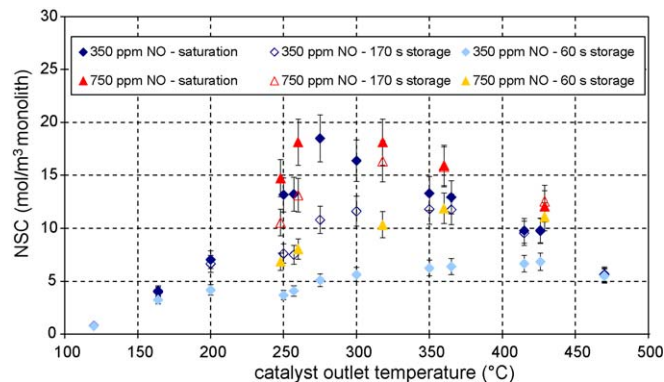 30
25
20
15
10
5
0
NSC (mol/m³ monolith)
350 ppm NO - saturation 350 ppm NO - 170 s storage 350 ppm NO - 60 s storage
750 ppm NO - saturation 750 ppm NO - 170 s storage 750 ppm NO - 60 s storage
100 150 200 250 300 350 400 450 500
catalyst outlet temperature (°C)